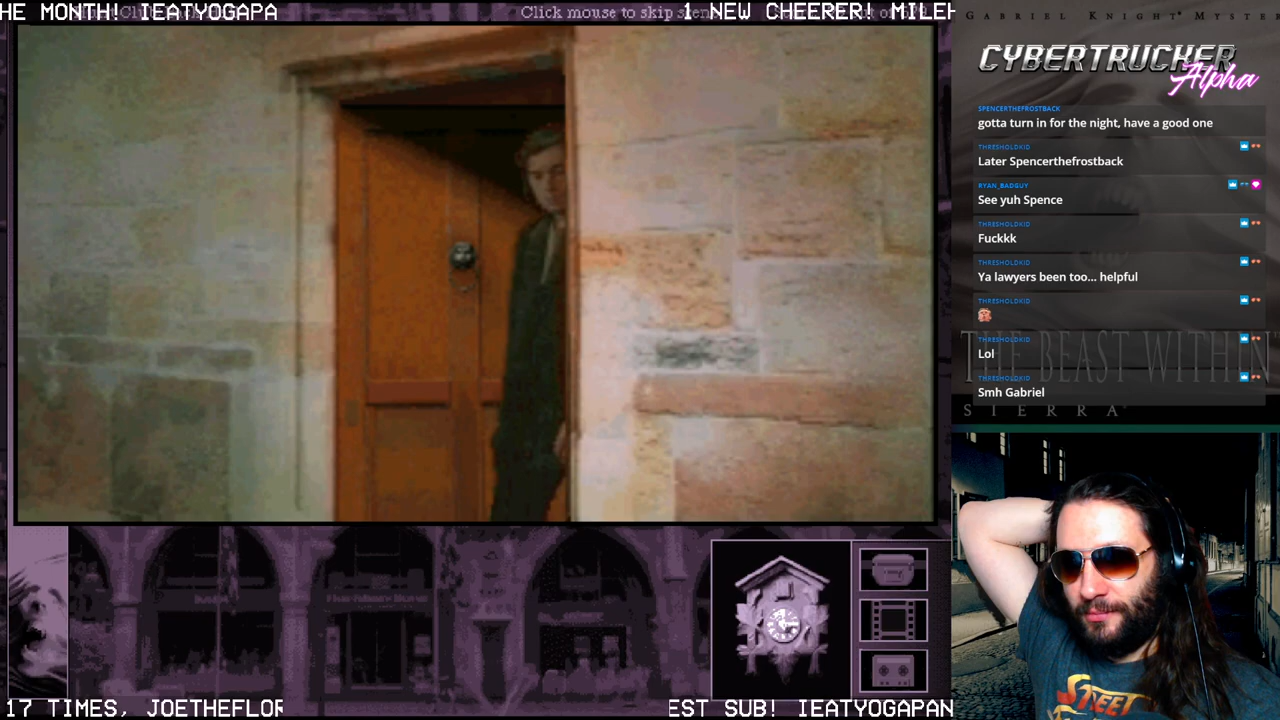 HE MONTH! IEATYOGAPA
Click mouse to skip
1 NEW CHEERER! MILEH
GABRIEL KNIGHT MYSTER
CYBERTRUCKER
Alpha
SPENCERTHEFROSTBACK
gotta turn in for the night, have a good one
THRESHOLDKID
Later Spencerthefrostback
RYAN_BADGUY
See yuh Spence
THRESHOLDKID
Fuckkk
THRESHOLDKID
Ya lawyers been too... helpful
THRESHOLDKID
THRESHOLDKID
Lol
THE BEAST WITHIN
THRESHOLDKID
Smh Gabriel
SIERRA
STREET
17 TIMES, JOETHEFLOR
EST SUB! IEATYOGAPAN